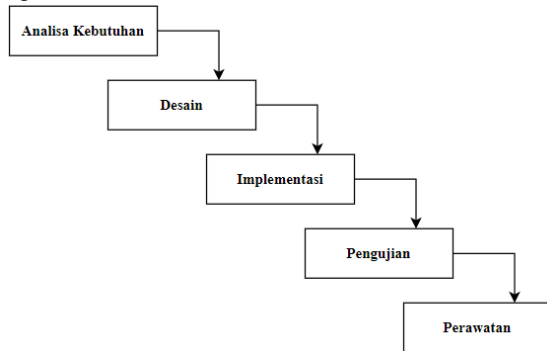 Analisa Kebutuhan
Desain
Implementasi
Pengujian
Perawatan